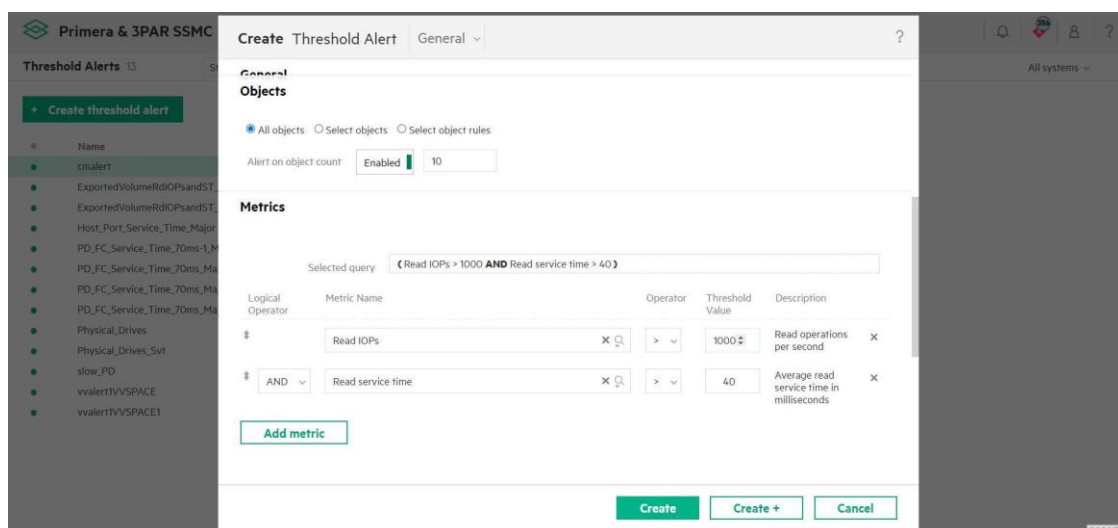 Primera & 3PAR SSMC
Create Threshold Alert General
?
356
?
Threshold Alerts 13
General
All systems
Objects
+ Create threshold alert
All objects Select objects Select object rules
Name
Alert on object count Enabled 10
cmalert
ExportedVolumeRdIOPsandST_
ExportedVolumeRdIOPsandST_
Metrics
Host_Port_Service_Time_Major
PD_FC_Service_Time_70ms-1_M
PD_FC_Service_Time_70ms_Ma
PD_FC_Service_Time_70ms_Ma
PD_FC_Service_Time_70ms_Ma
Physical_Drives
Physical_Drives_Svt
slow_PD
vvalert1VVSPACE
vvalert1VVSPACE1
Selected query ( Read IOPs > 1000 AND Read service time > 40 )
Logical Operator
Metric Name
Operator
Threshold Value
Description
Read IOPs > 1000
Read operations
per second
AND Read service time > 40
Average read
service time in
milliseconds
Add metric
Create Create + Cancel